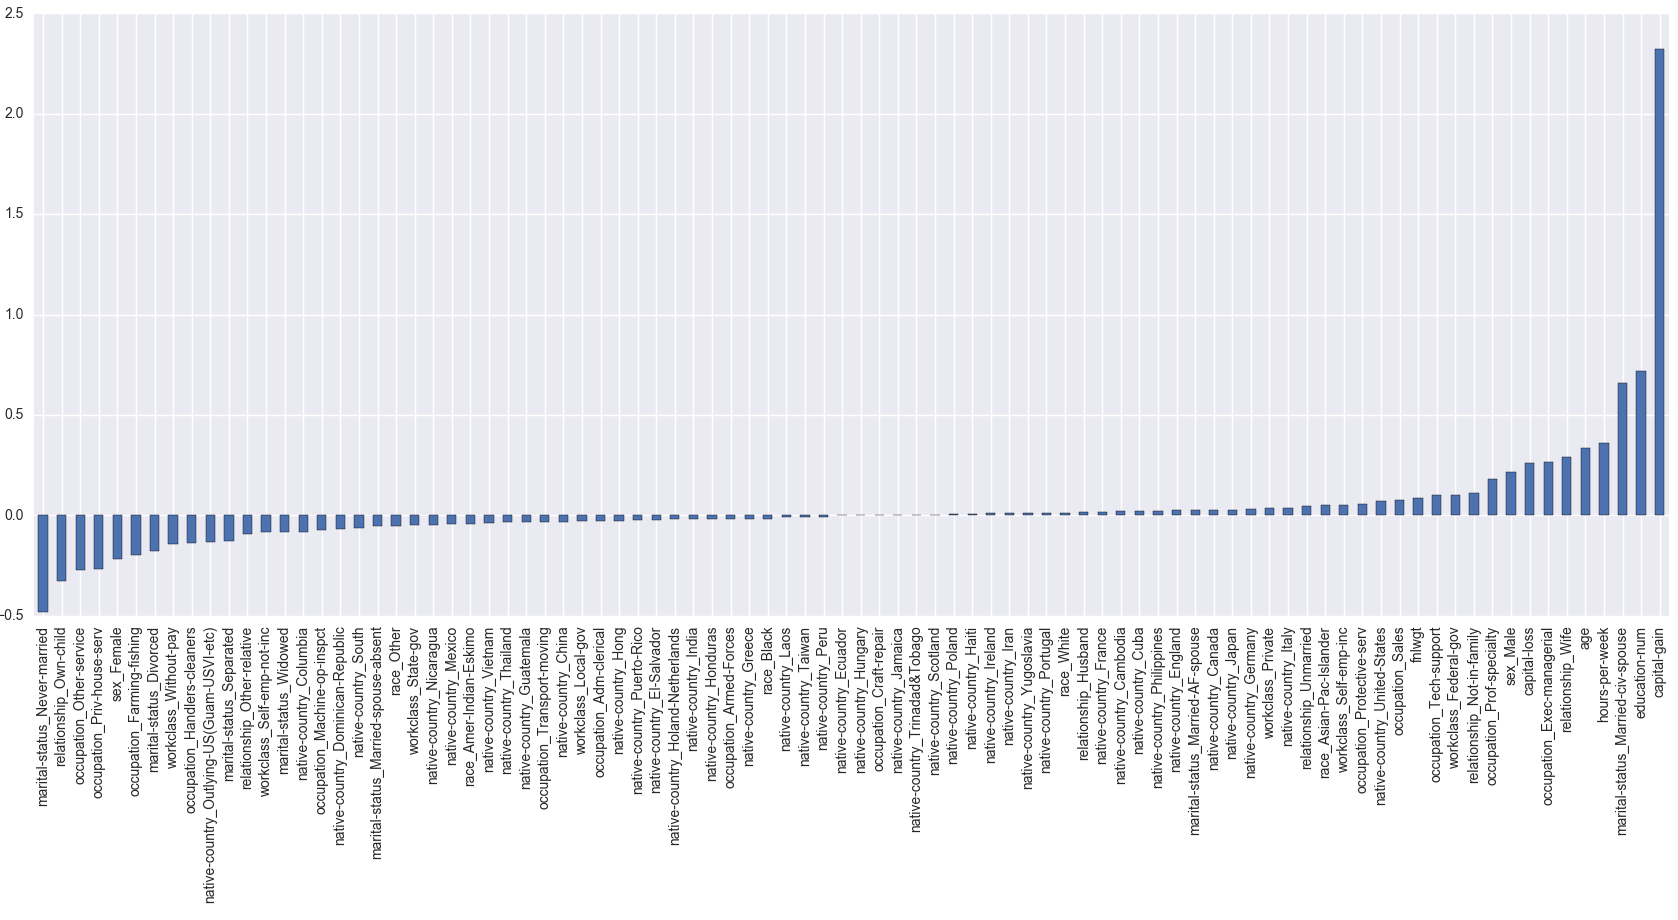 2.5
2.0
1.5
1.0
0.5
0.0
−0.5
marital-status_Never-married
relationship_Own-child
occupation_Other-service
occupation_Priv-house-serv
sex_Female
occupation_Farming-fishing
marital-status_Divorced
workclass_Without-pay
occupation_Handlers-cleaners
native-country_Outlying-US(Guam-USVI-etc)
marital-status_Separated
relationship_Other-relative
workclass_Self-emp-not-inc
marital-status_Widowed
native-country_Columbia
occupation_Machine-op-inspct
native-country_Dominican-Republic
native-country_South
marital-status_Married-spouse-absent
race_Other
workclass_State-gov
native-country_Nicaragua
native-country_Mexico
race_Amer-Indian-Eskimo
native-country_Vietnam
native-country_Thailand
native-country_Guatemala
occupation_Transport-moving
native-country_China
workclass_Local-gov
occupation_Adm-clerical
native-country_Hong
native-country_Puerto-Rico
native-country_El-Salvador
native-country_Holand-Netherlands
native-country_India
native-country_Honduras
occupation_Armed-Forces
native-country_Greece
race_Black
native-country_Laos
native-country_Taiwan
native-country_Peru
native-country_Ecuador
native-country_Hungary
occupation_Craft-repair
native-country_Jamaica
native-country_Trinadad&Tobago
native-country_Scotland
native-country_Poland
native-country_Haiti
native-country_Ireland
native-country_Iran
native-country_Yugoslavia
native-country_Portugal
race_White
relationship_Husband
native-country_France
native-country_Cambodia
native-country_Cuba
native-country_Philippines
native-country_England
marital-status_Married-AF-spouse
native-country_Canada
native-country_Japan
native-country_Germany
workclass_Private
native-country_Italy
relationship_Unmarried
race_Asian-Pac-Islander
workclass_Self-emp-inc
occupation_Protective-serv
native-country_United-States
occupation_Sales
fnlwgt
occupation_Tech-support
workclass_Federal-gov
relationship_Not-in-family
occupation_Prof-specialty
sex_Male
capital-loss
occupation_Exec-managerial
relationship_Wife
age
hours-per-week
marital-status_Married-civ-spouse
education-num
capital-gain